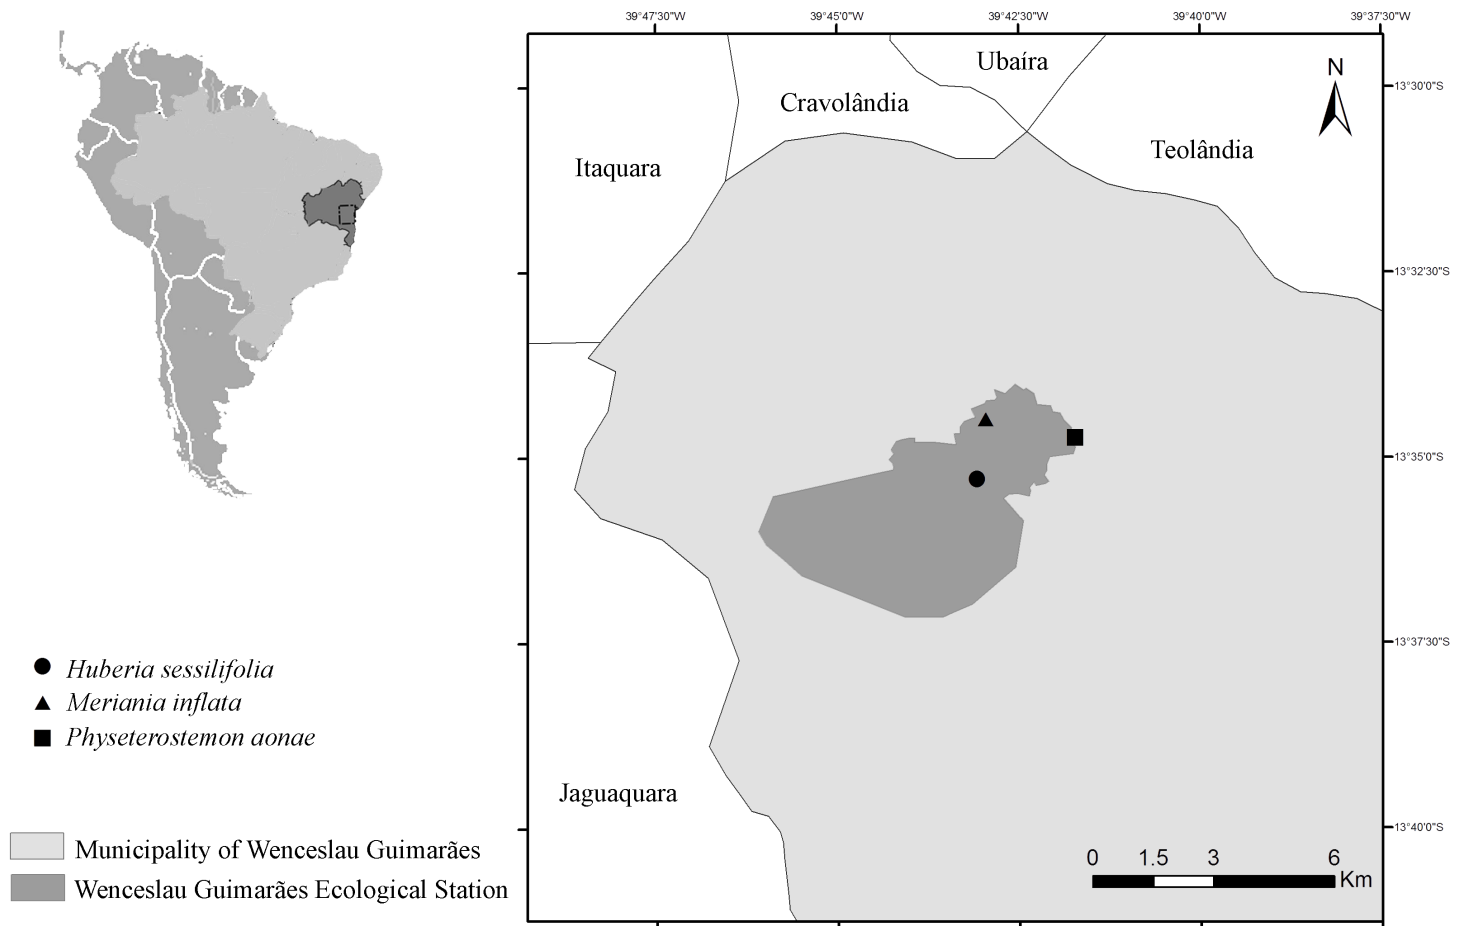 39°47'30"W 39°45'0"W 39°42'30"W 39°40'0"W 39°37'30"W
Ubaíra
N
13°30'0"S
Cravolândia
Teolândia
Itaquara
13°32'30"S
13°35'0"S
13°37'30"S
Huberia sessilifolia
Meriania inflata
Physeterostemon aonae
Jaguaquara
13°40'0"S
Municipality of Wenceslau Guimarães
Wenceslau Guimarães Ecological Station
0 1.5 3 6
Km